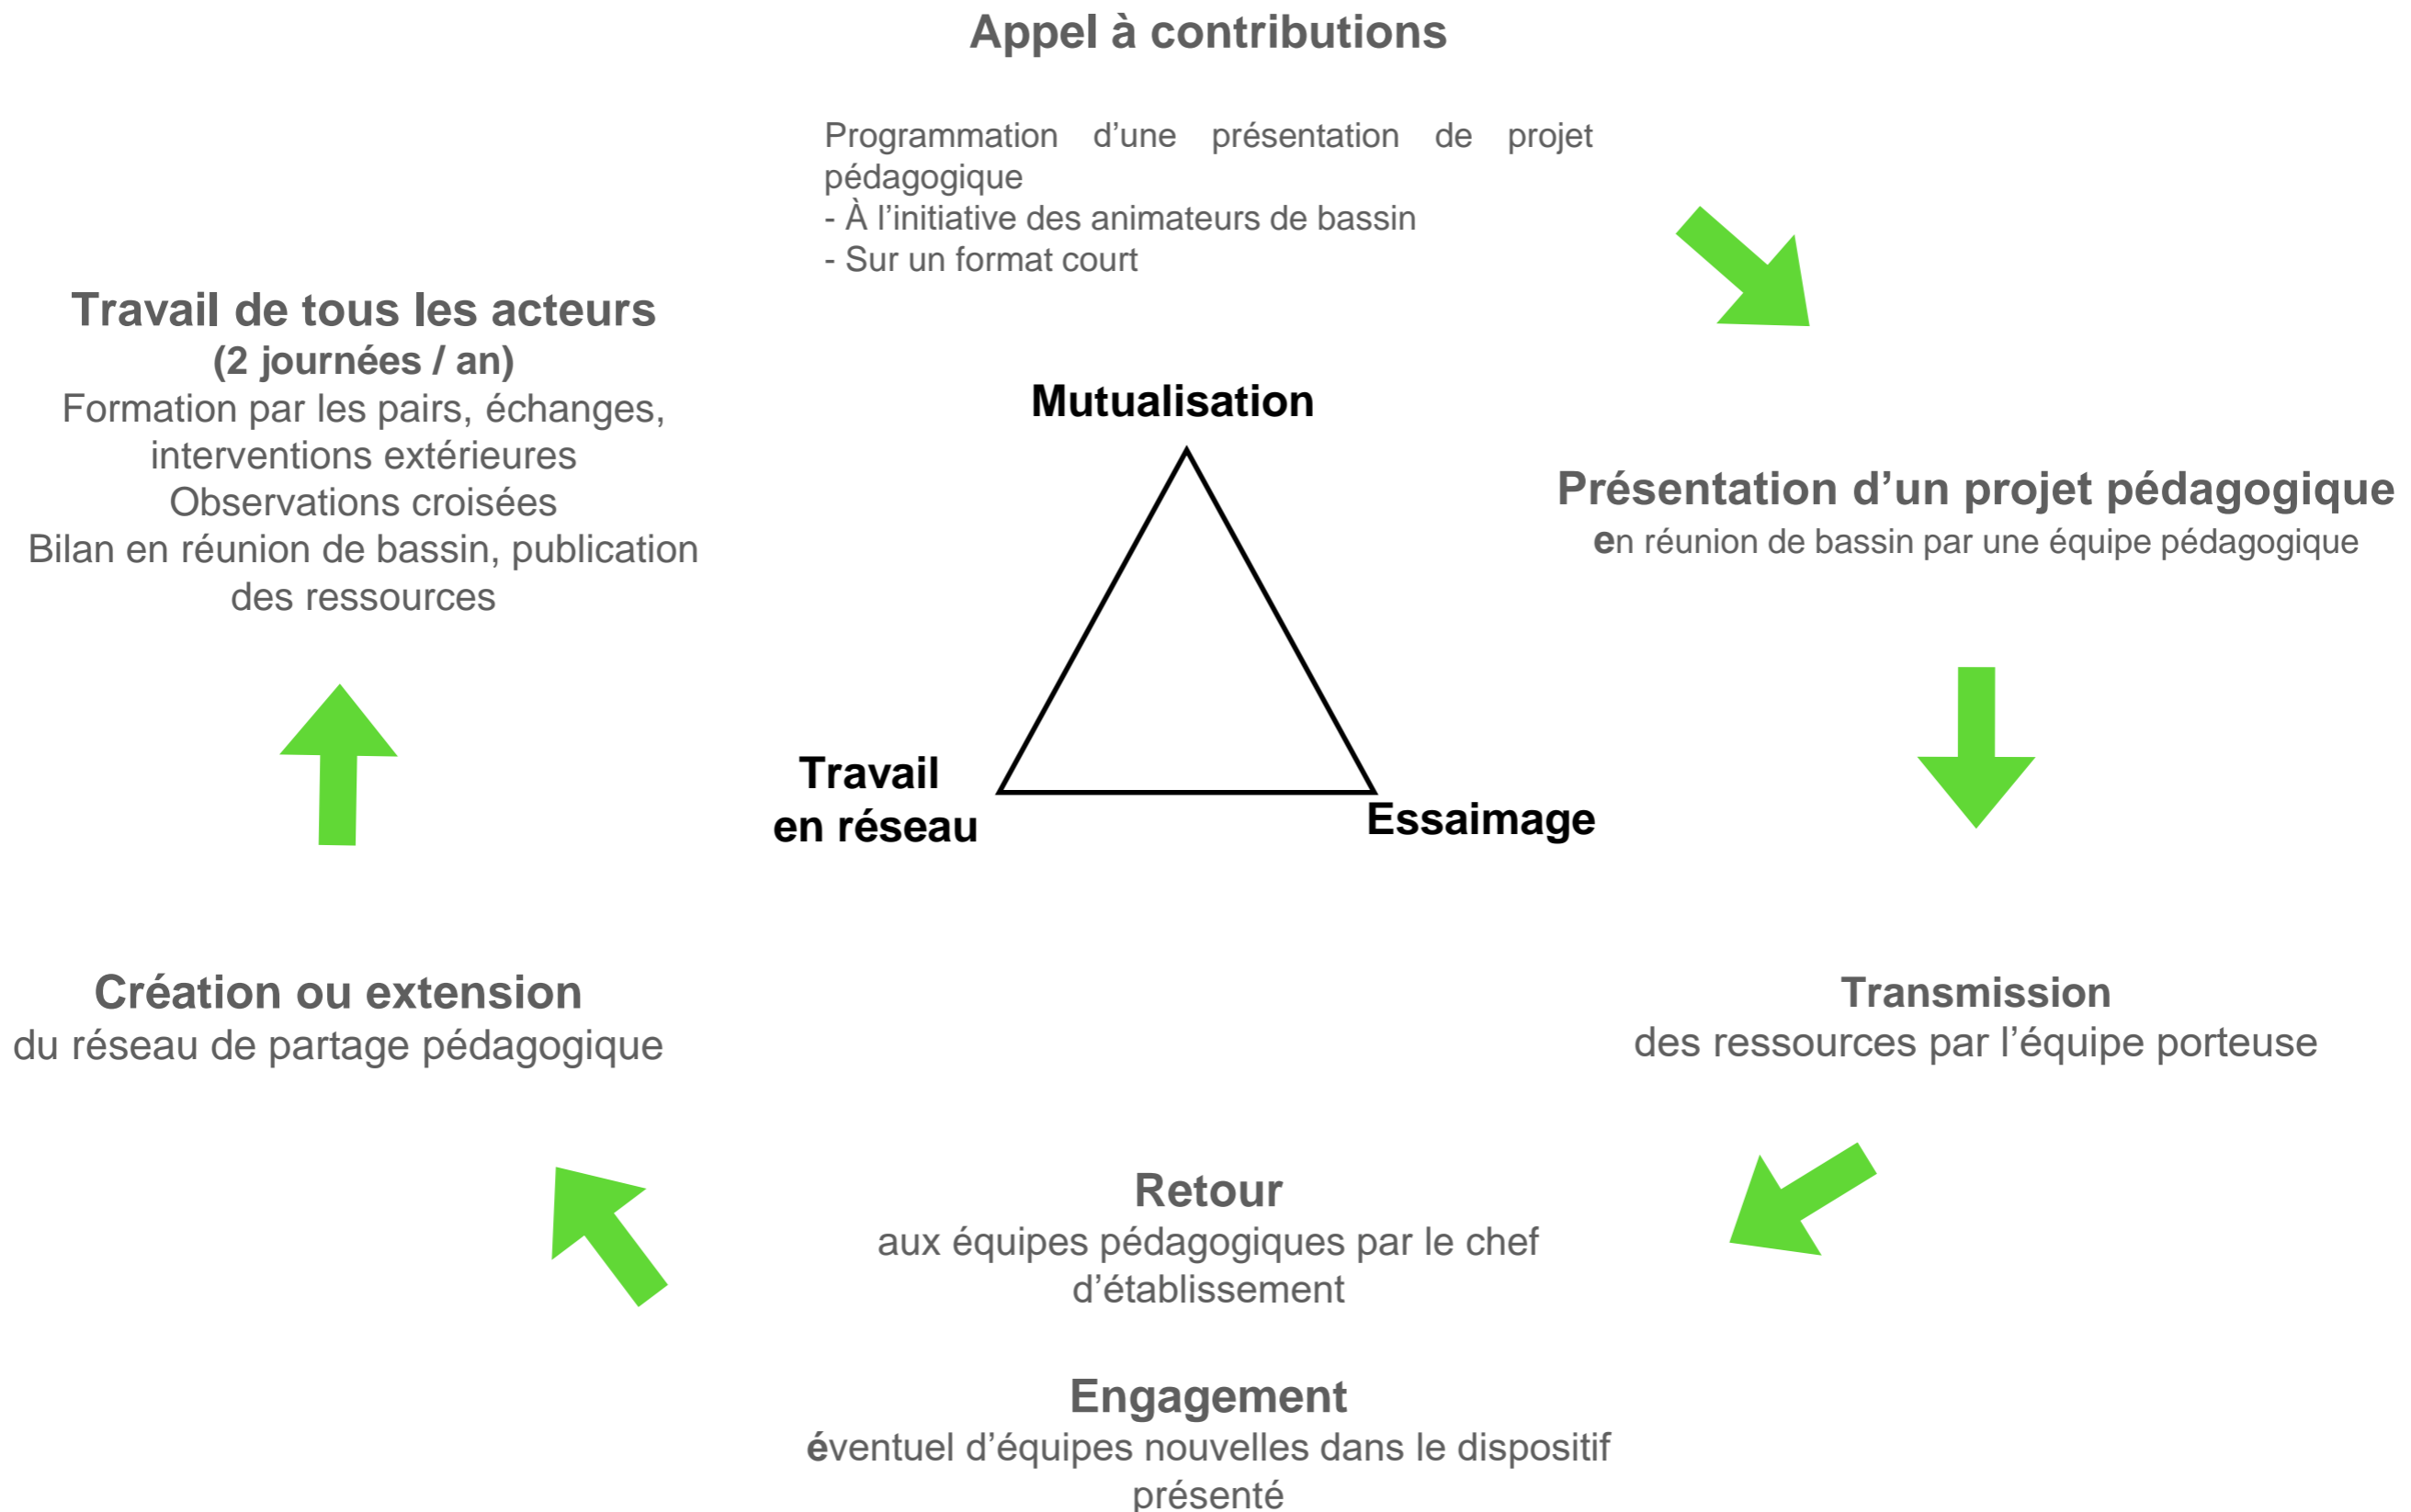 Appel à contributions
Programmation d’une présentation de projet
pédagogique
- À l’initiative des animateurs de bassin
- Sur un format court
Travail de tous les acteurs
(2 journées / an)
Formation par les pairs, échanges,
interventions extérieures
Observations croisées
Bilan en réunion de bassin, publication
des ressources
Mutualisation
Présentation d’un projet pédagogique
en réunion de bassin par une équipe pédagogique
Travail
en réseau
Essaimage
Création ou extension
du réseau de partage pédagogique
Transmission
des ressources par l’équipe porteuse
Retour
aux équipes pédagogiques par le chef
d’établissement
Engagement
éventuel d’équipes nouvelles dans le dispositif
présenté